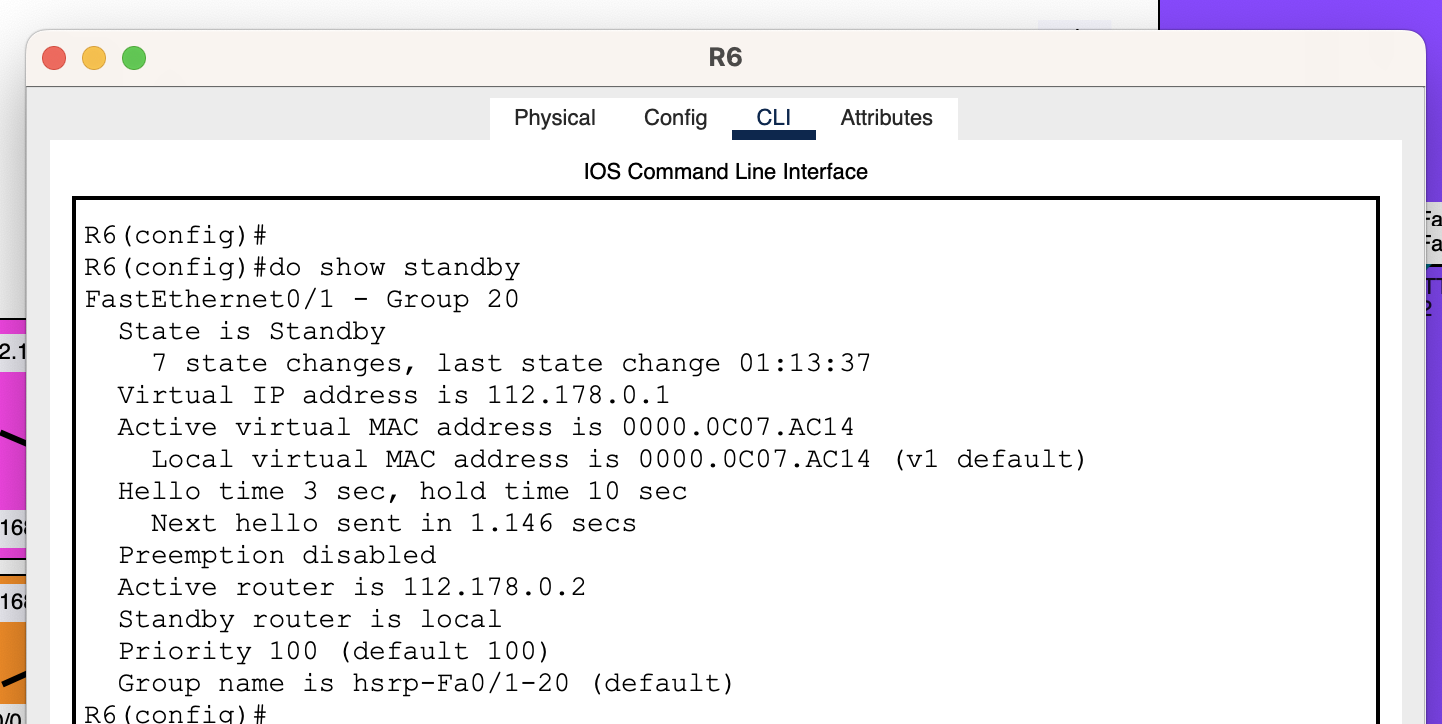 R6
Physical Config CLI Attributes
IOS Command Line Interface
R6(config)#
R6(config)#do show standby
FastEthernet0/1 - Group 20
State is Standby
7 state changes, last state change 01:13:37
Virtual IP address is 112.178.0.1
Active virtual MAC address is 0000.0C07.AC14
Local virtual MAC address is 0000.0C07.AC14 (v1 default)
Hello time 3 sec, hold time 10 sec
Next hello sent in 1.146 secs
Preemption disabled
Active router is 112.178.0.2
Standby router is local
Priority 100 (default 100)
Group name is hsrp-Fa0/1-20 (default)
R6(config)#
2.1
168
168
Fa
Fa